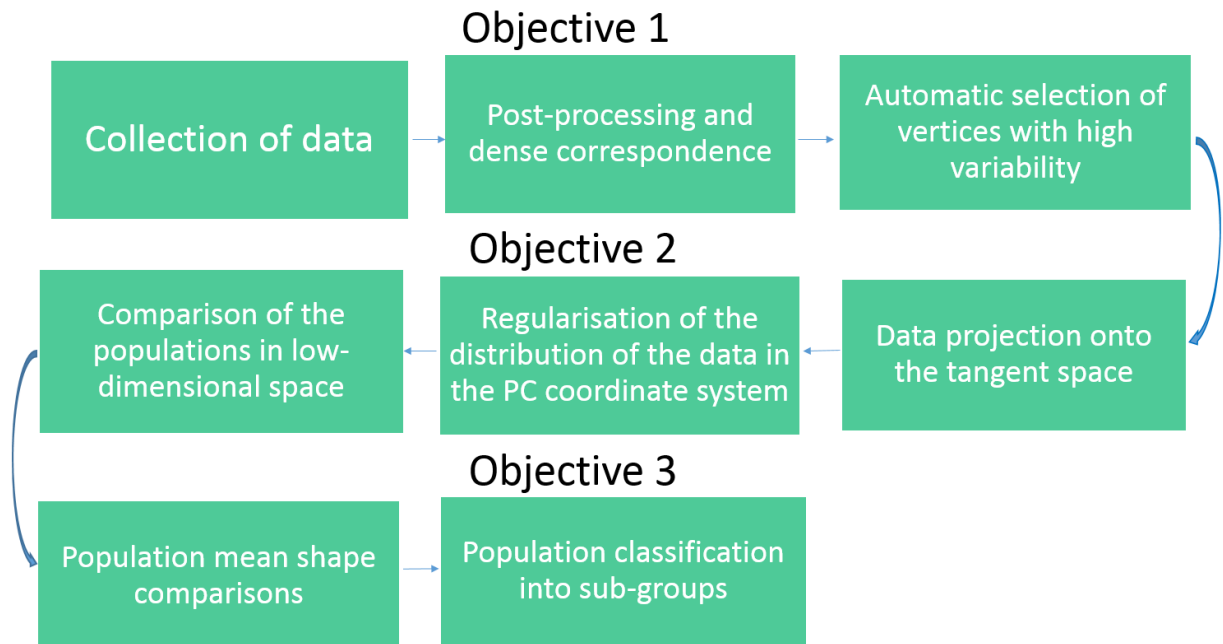 Objective 1
Collection of data
Post-processing and
dense correspondence
Automatic selection of
vertices with high
variability
Objective 2
Comparison of the
populations in low-
dimensional space
Regularisation of the
distribution of the data in
the PC coordinate system
Data projection onto
the tangent space
Objective 3
Population mean shape
comparisons
Population classification
into sub-groups